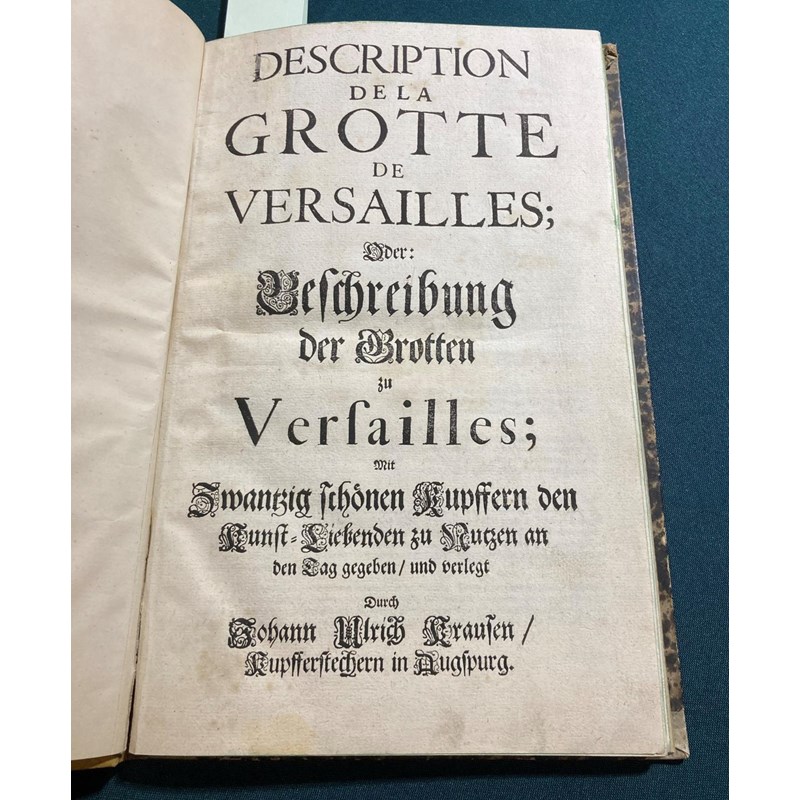 DESCRIPTION
DE LA
GROTTE
DE
VERSAILLES;
Oder:
Beſchreibung
der Grotten
zu
Verſailles;
Mit
Zwantzig ſchönen Kupffern den
Kunſt-Liebenden zu Nutzen an
den Tag gegeben/ und verlegt
Durch
Johann Ulrich Krauſen/
Kupfferſtechern in Augſpurg.